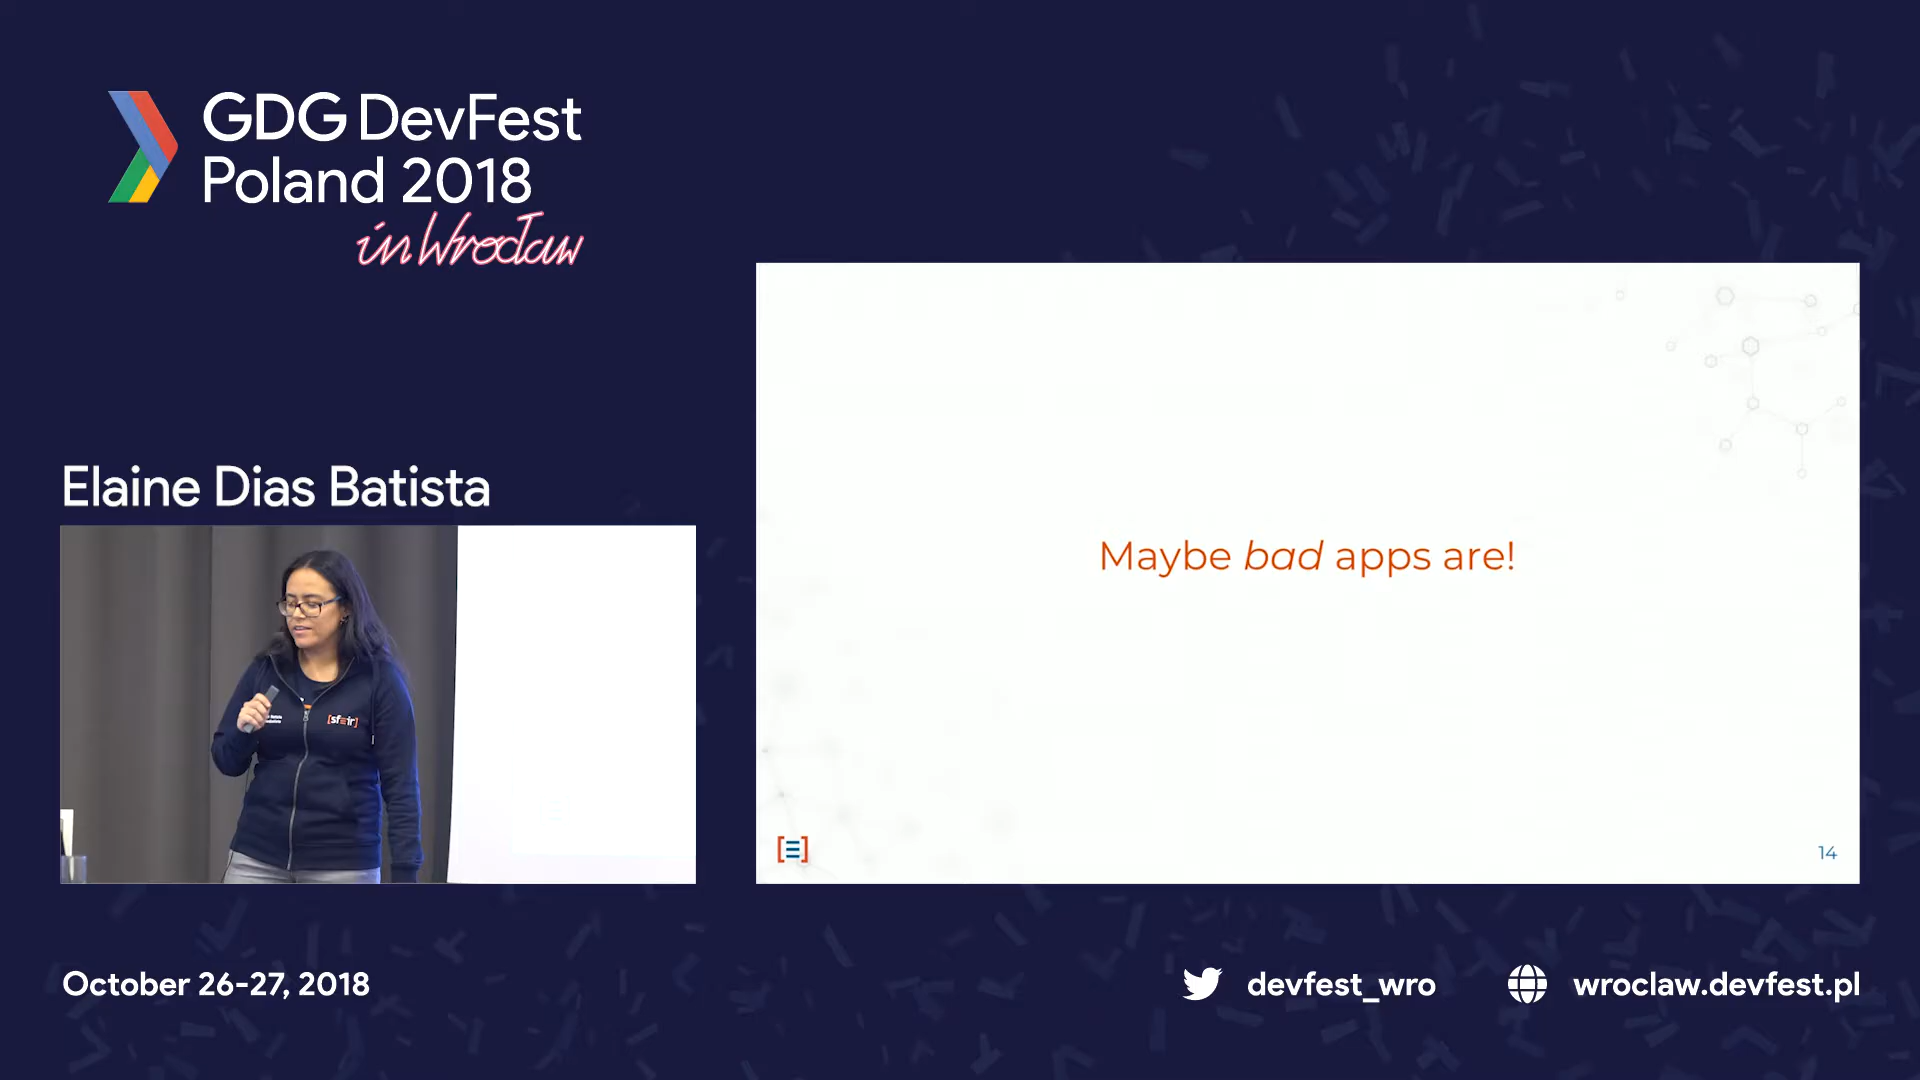 GDG DevFest
Poland 2018
in Wrocław
Elaine Dias Batista
[sfeir]
Maybe bad apps are!
14
October 26-27, 2018
devfest_wro
wroclaw.devfest.pl